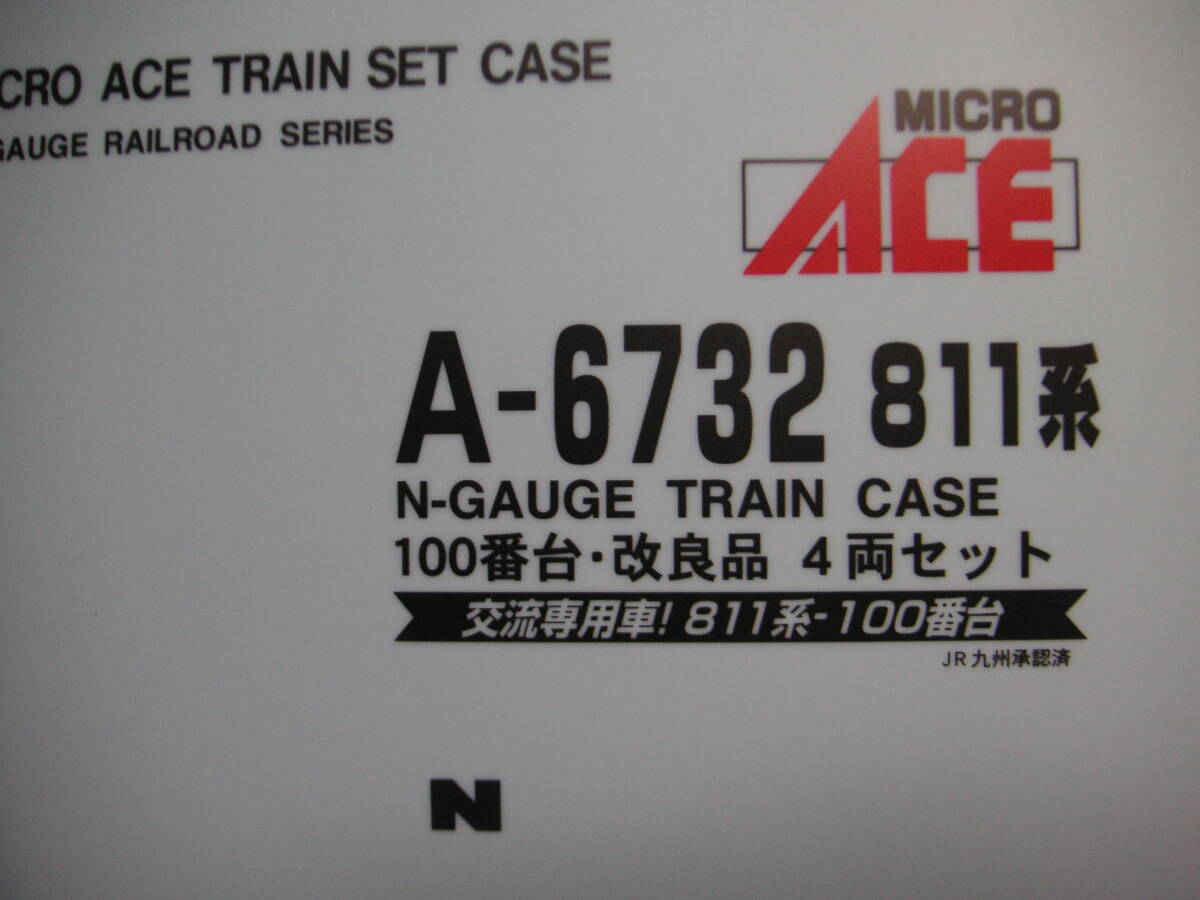 CRO ACE TRAIN SET CASE
GAUGE RAILROAD SERIES
MICRO
ACE
A-6732 811系
N-GAUGE TRAIN CASE
100番台・改良品 4両セット
交流専用車! 811系-100番台
JR九州承認済
N